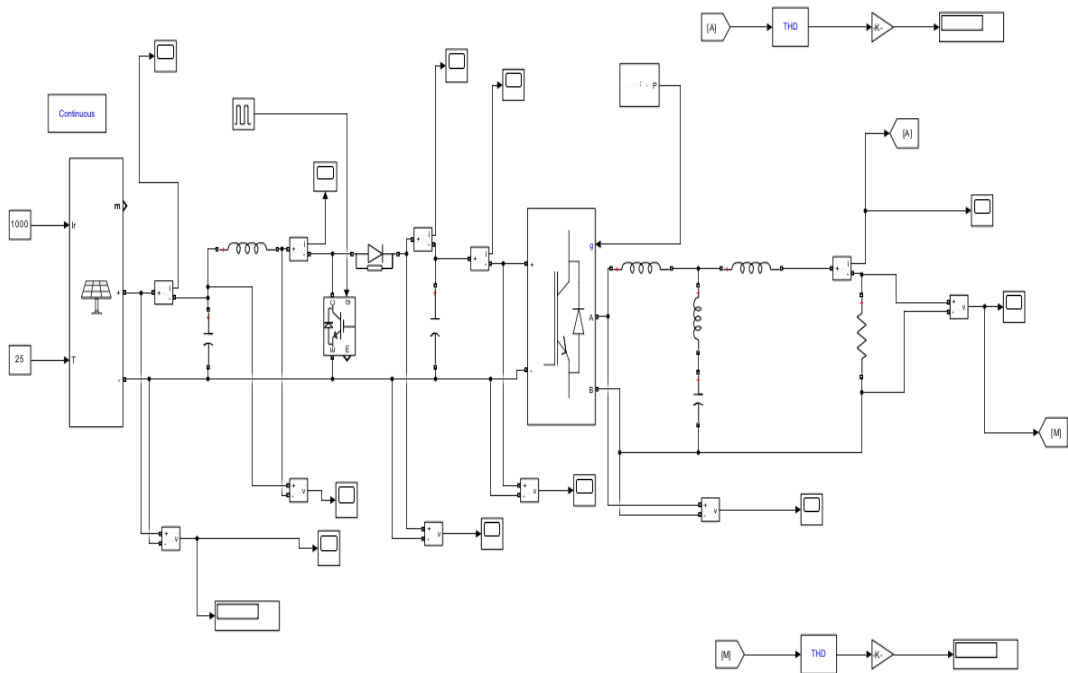 [A]
THD
-K-
P
Continuous
[A]
m
1000
Ir
i
+
-
i
+
-
i
+
-
i
+
-
i
+
-
g
+
-
A
B
C
g
E
E
+
-
25
T
v
+
-
v
+
-
v
+
-
v
+
-
v
+
-
v
+
-
[M]
[M]
THD
-K-